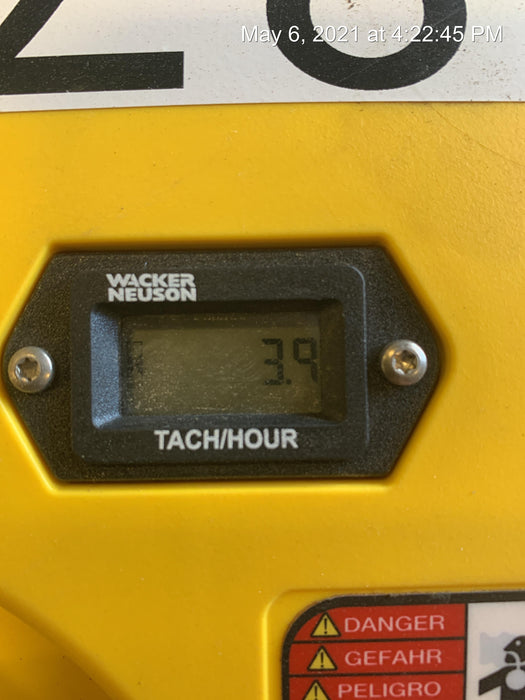 May 6, 2021 at 4:22:45 PM
WACKER
NEUSON
3.9
TACH/HOUR
DANGER
GEFAHR
PELIGRO